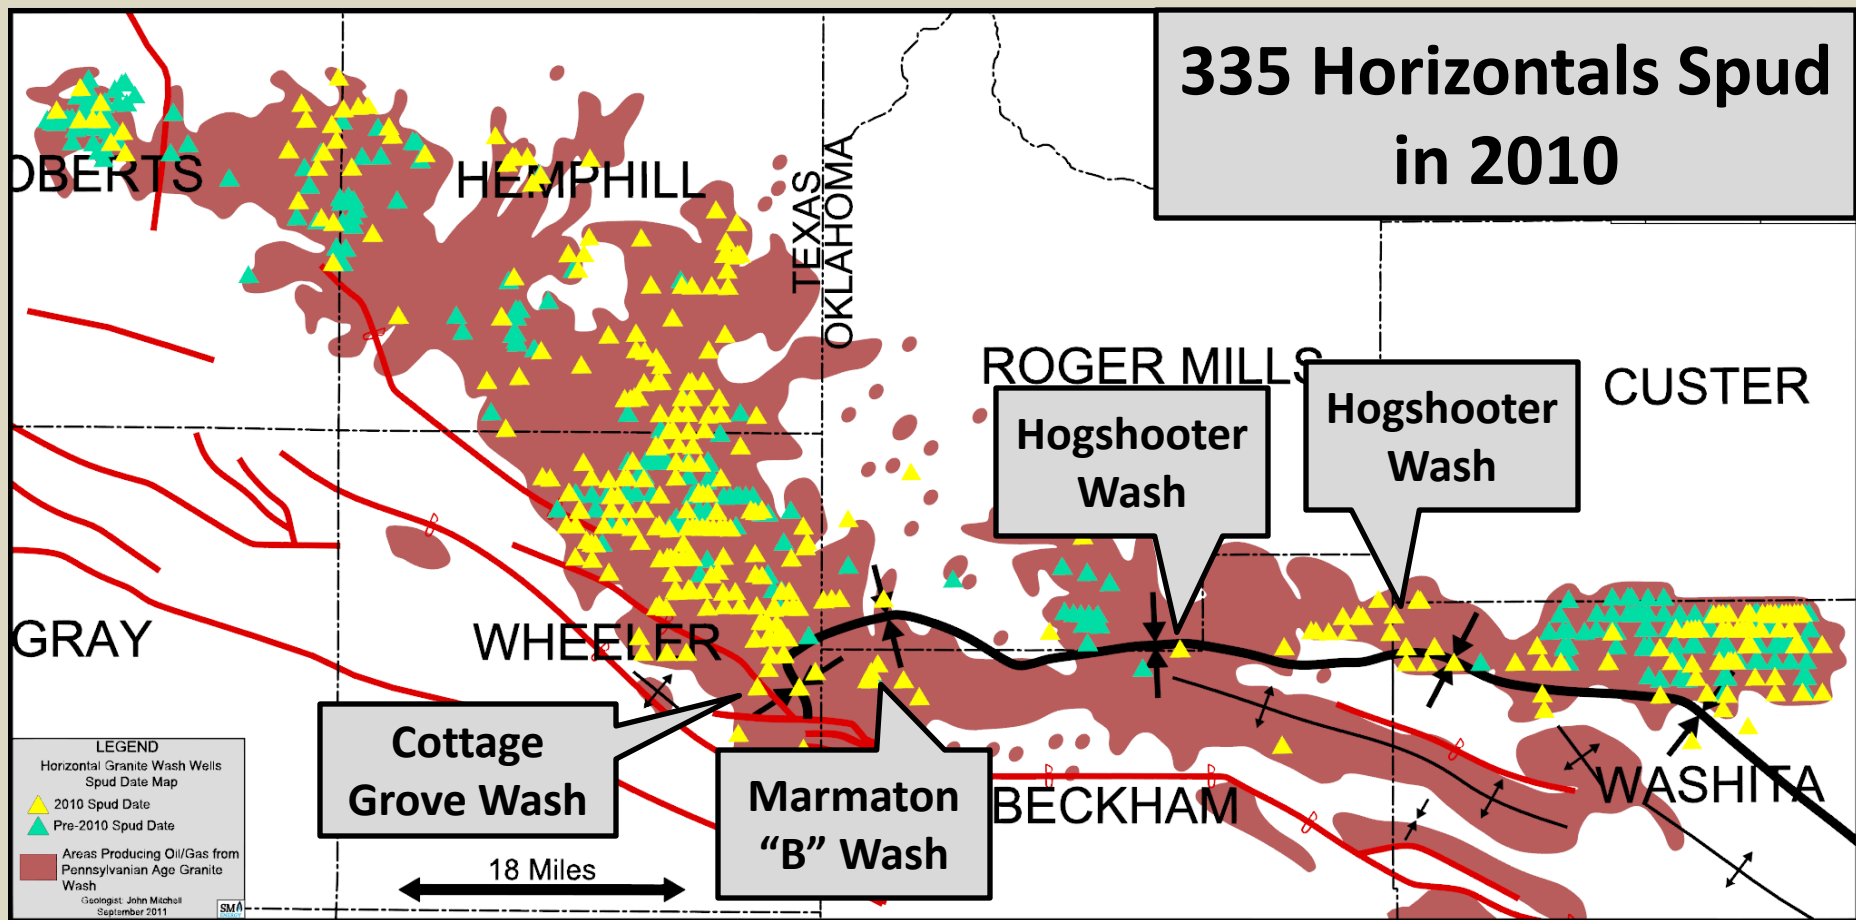 335 Horizontals Spud
in 2010
OBERTS
HEMPHILL
TEXAS
OKLAHOMA
ROGER MILLS
CUSTER
Hogshooter
Wash
Hogshooter
Wash
GRAY
WHEELER
Cottage
Grove Wash
Marmaton
“B” Wash
BECKHAM
WASHITA
18 Miles
LEGEND
Horizontal Granite Wash Wells
Spud Date Map
2010 Spud Date
Pre-2010 Spud Date
Areas Producing Oil/Gas from
Pennsylvanian Age Granite
Wash
Geologist: John Mitchell
September 2011
SM
ENERGY